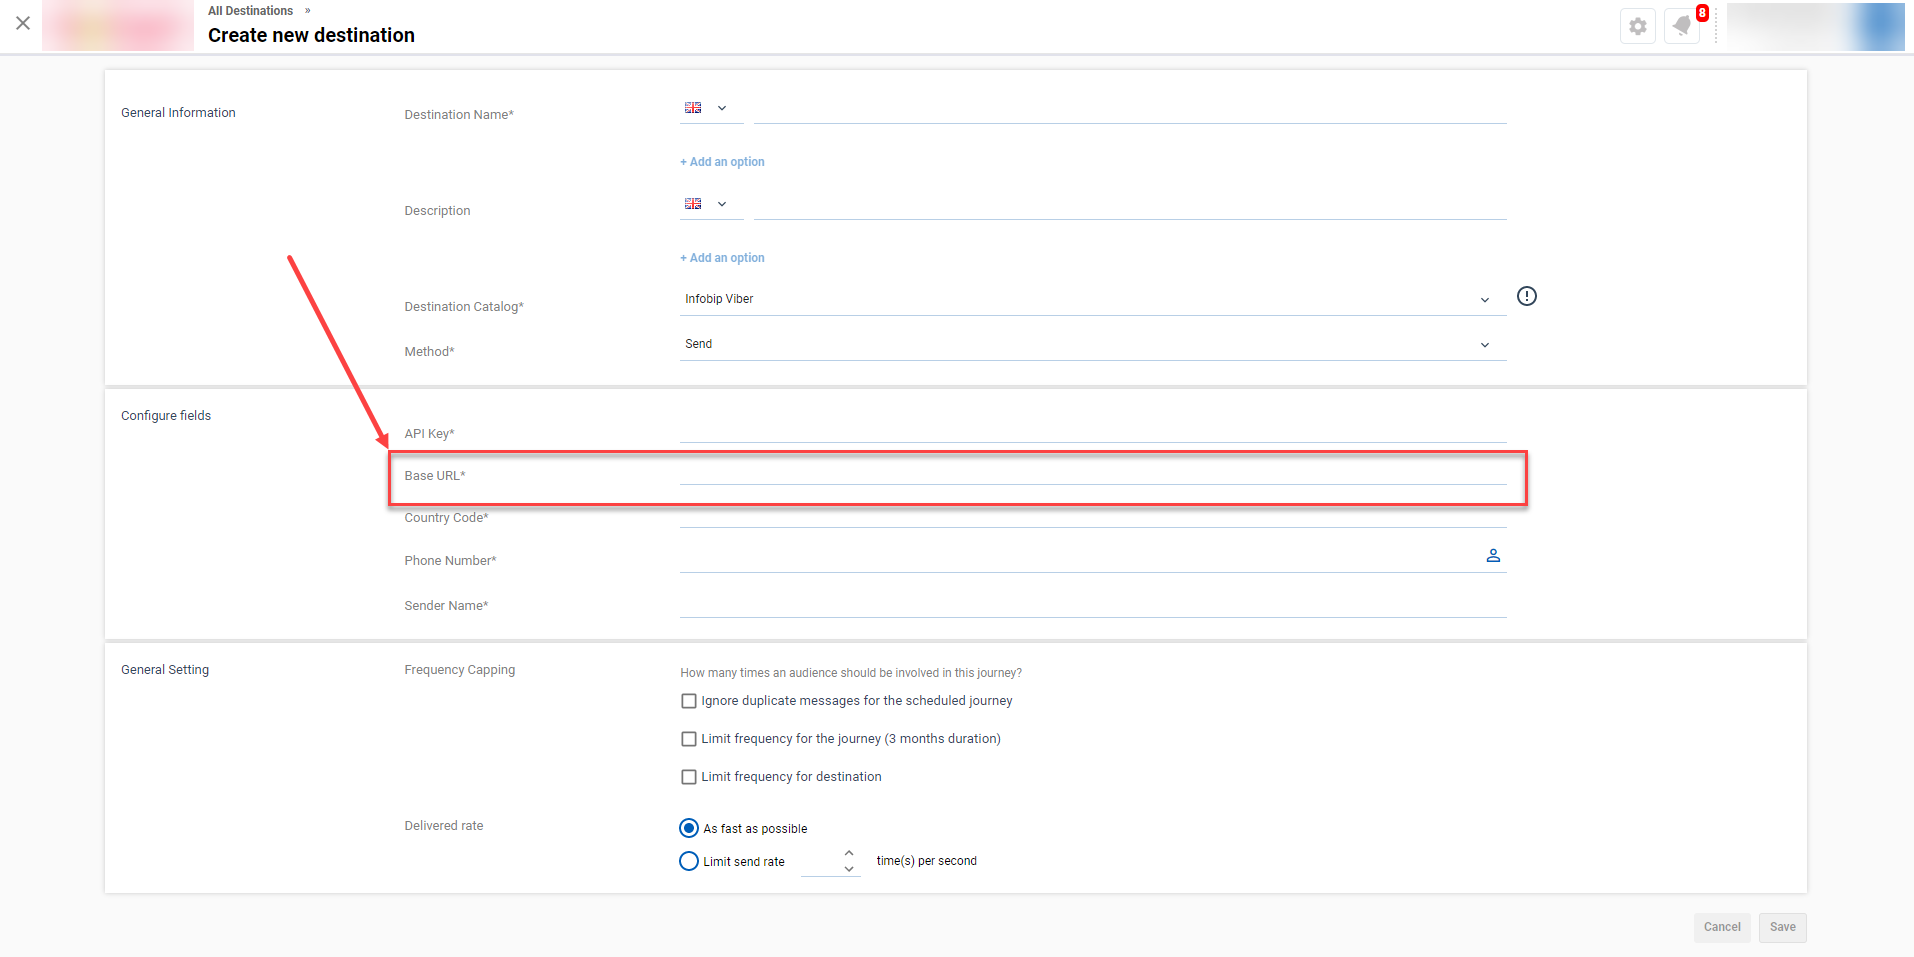 All Destinations »
Create new destination
8
General Information
Destination Name*
+ Add an option
Description
+ Add an option
Destination Catalog*
Infobip Viber
Method*
Send
Configure fields
API Key*
Base URL*
Country Code*
Phone Number*
Sender Name*
General Setting
Frequency Capping
How many times an audience should be involved in this journey?
Ignore duplicate messages for the scheduled journey
Limit frequency for the journey (3 months duration)
Limit frequency for destination
Delivered rate
As fast as possible
Limit send rate time(s) per second
Cancel Save